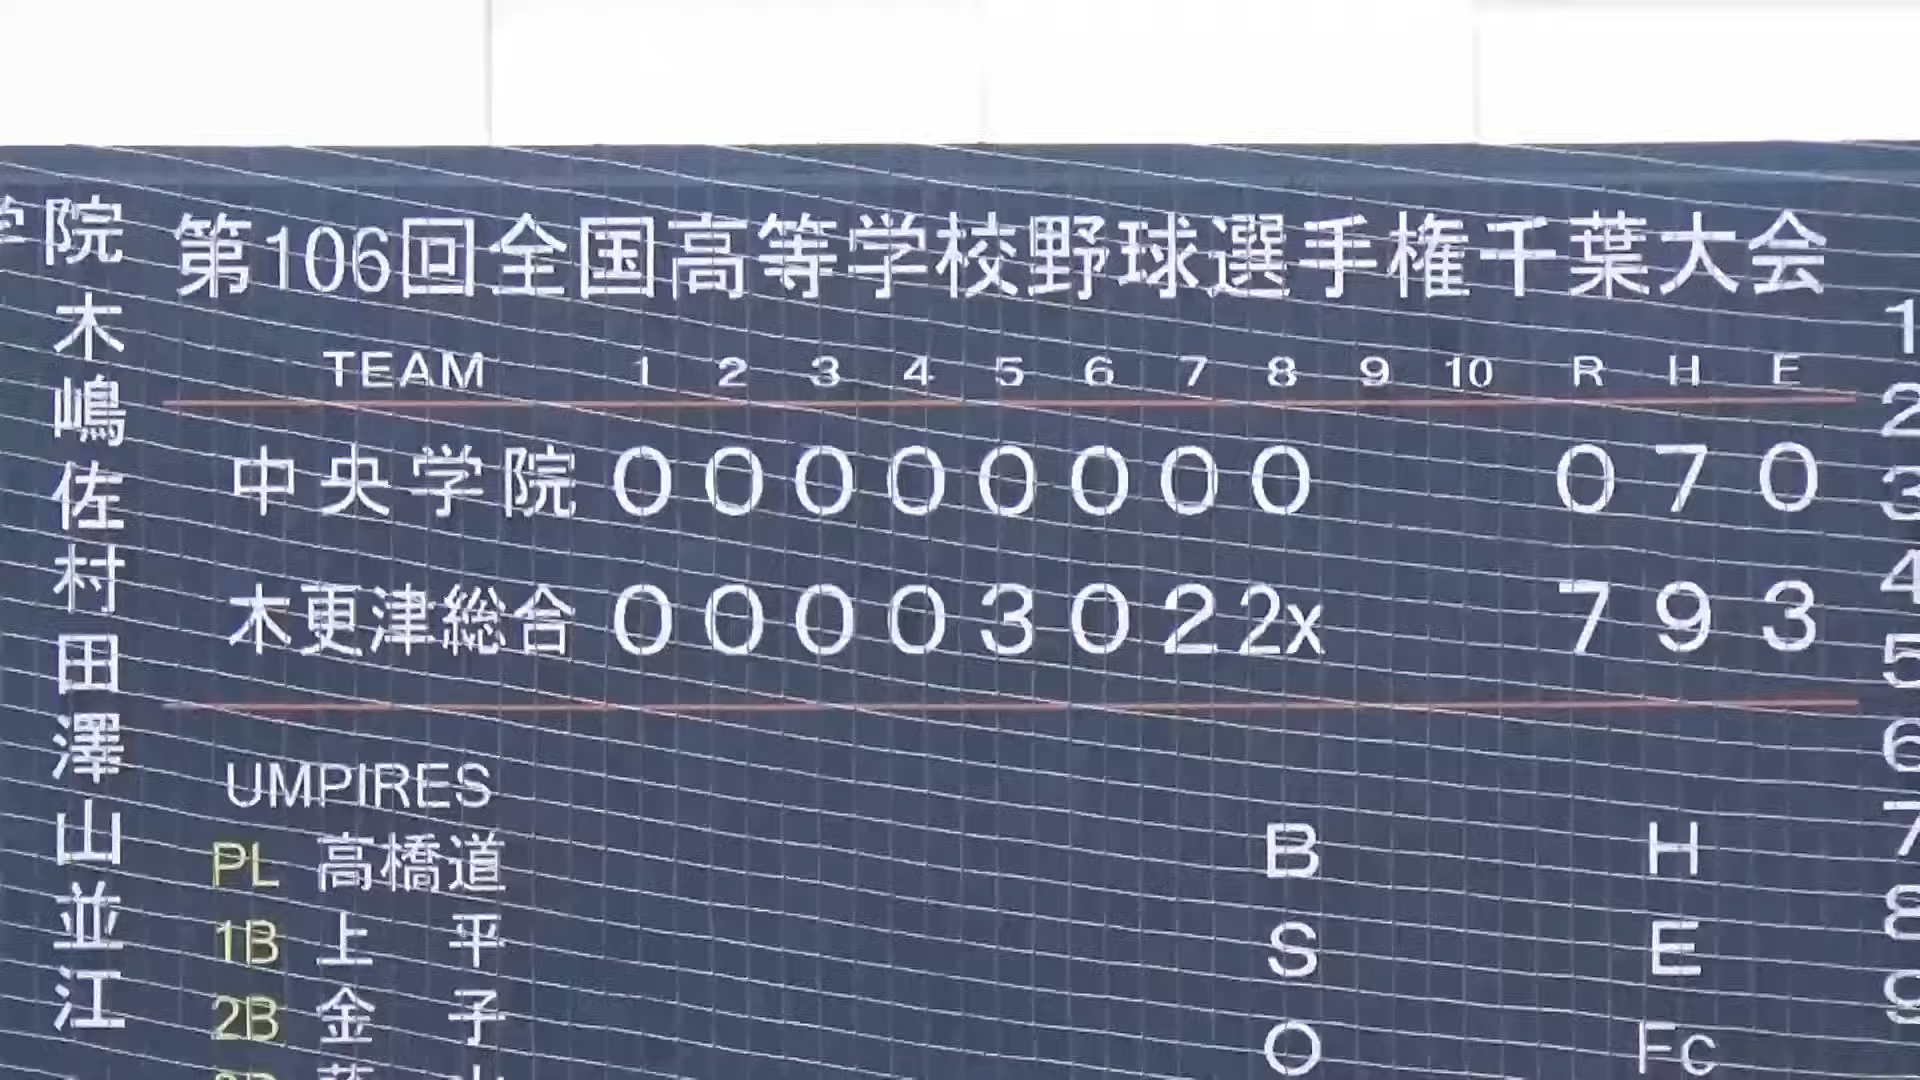 学院
木
嶋
佐
村
田
澤
山
並
江
第106回全国高等学校野球選手権千葉大会
TEAM 1 2 3 4 5 6 7 8 9 10 R H E
中央学院 0 0 0 0 0 0 0 0 0 7 0
木更津総合 0 0 0 0 3 0 2 2x 7 9 3
UMPIRES
PL 高橋道 B H
1B 上 平 S E
2B 金 子 O Fc
1
2
3
4
5
6
7
8
9